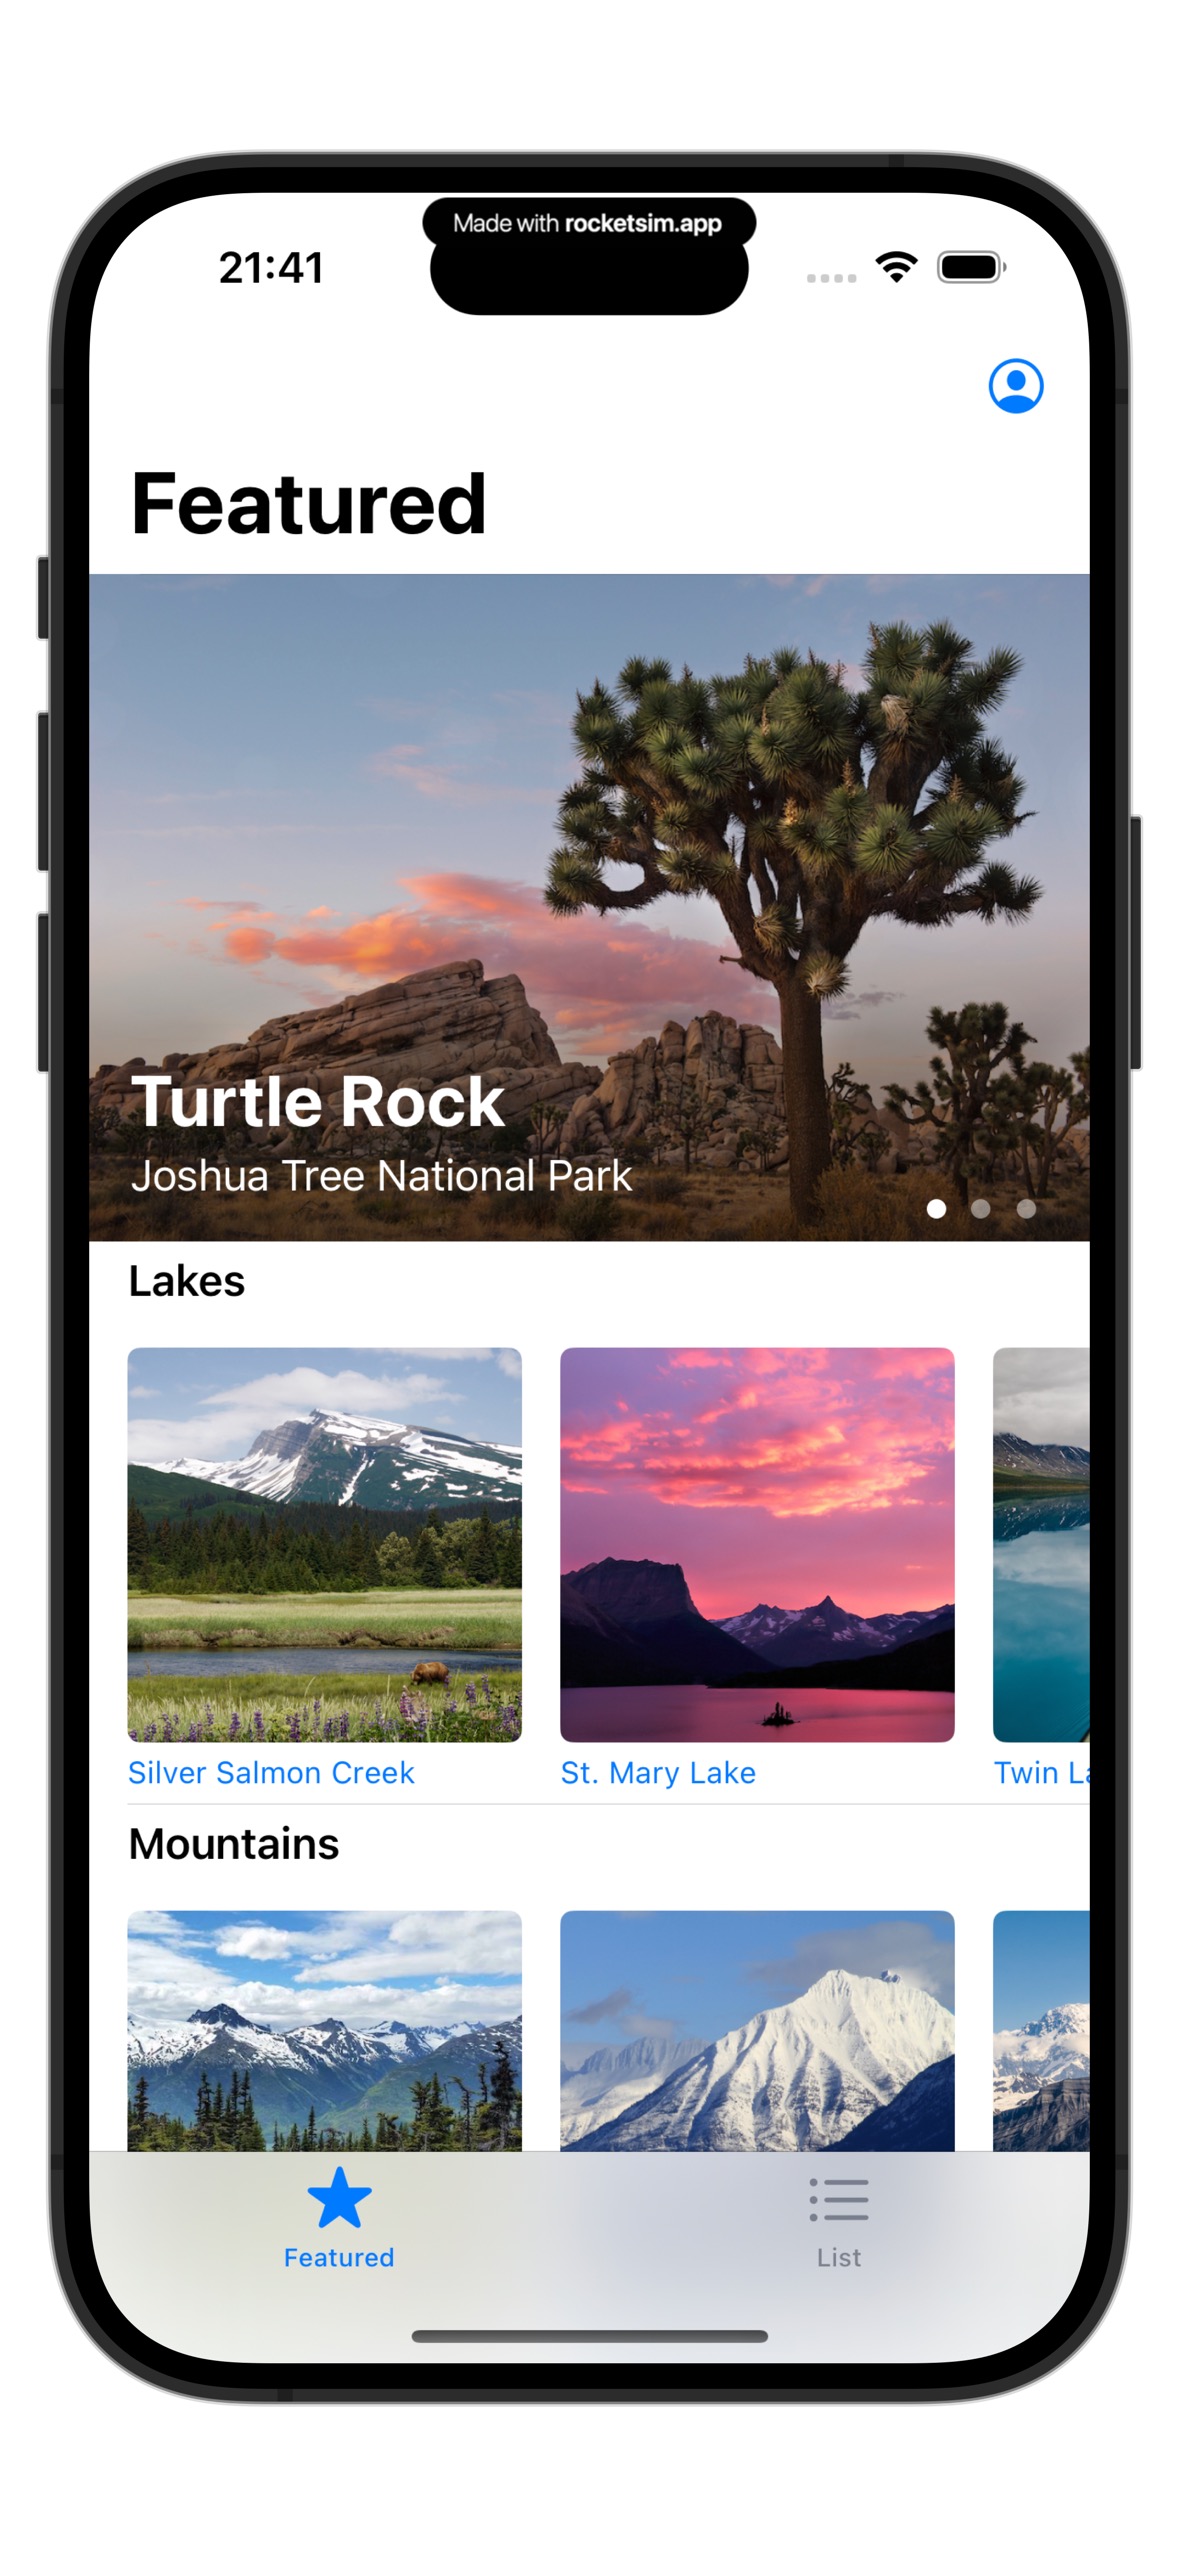 Made with rocketsim.app
21:41
Featured
Turtle Rock
Joshua Tree National Park
Lakes
Silver Salmon Creek
St. Mary Lake
Twin
Mountains
Featured
List